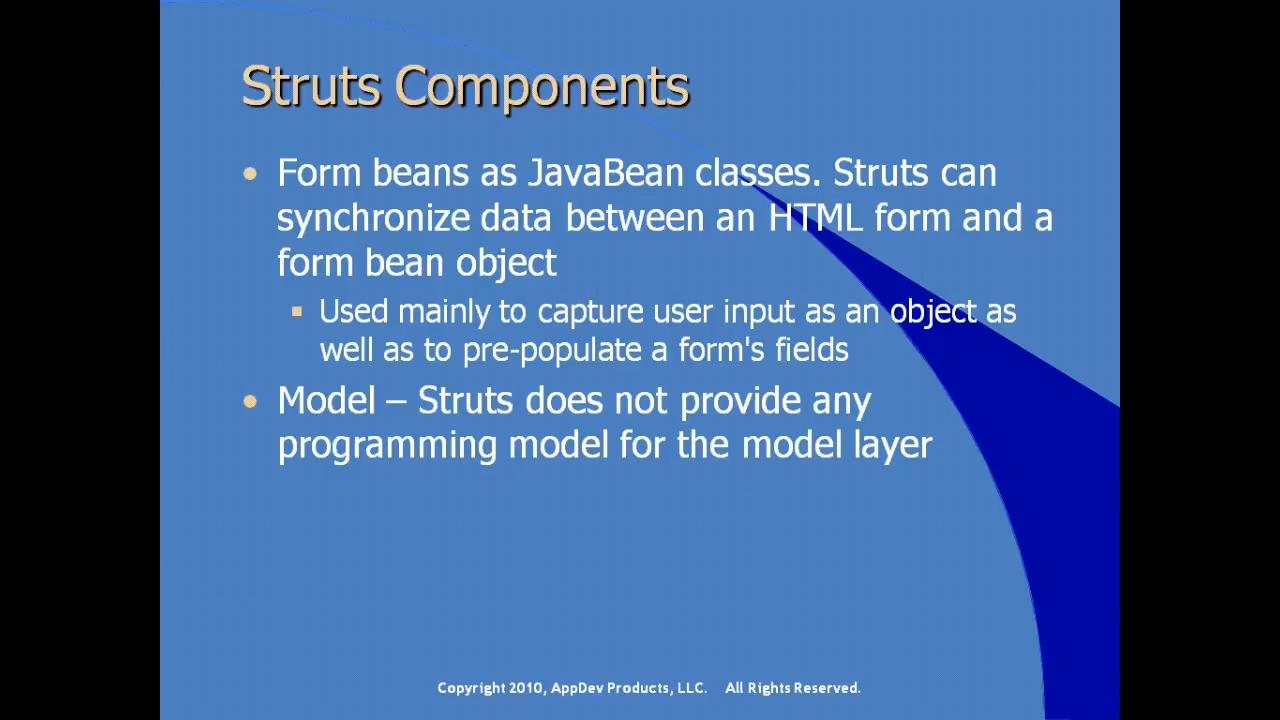 Struts Components
• Form beans as JavaBean classes. Struts can
synchronize data between an HTML form and a
form bean object
▪ Used mainly to capture user input as an object as
well as to pre-populate a form's fields
• Model – Struts does not provide any
programming model for the model layer
Copyright 2010, AppDev Products, LLC. All Rights Reserved.